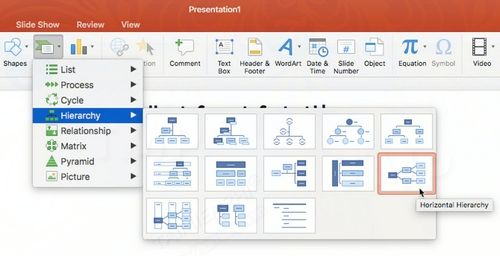 Presentation1
Slide Show Review View
Shapes Comment Text Box Header & Footer WordArt Date & Time Slide Number Object Equation Symbol Video
List
Process
Cycle
Hierarchy
Relationship
Matrix
Pyramid
Picture
Horizontal Hierarchy